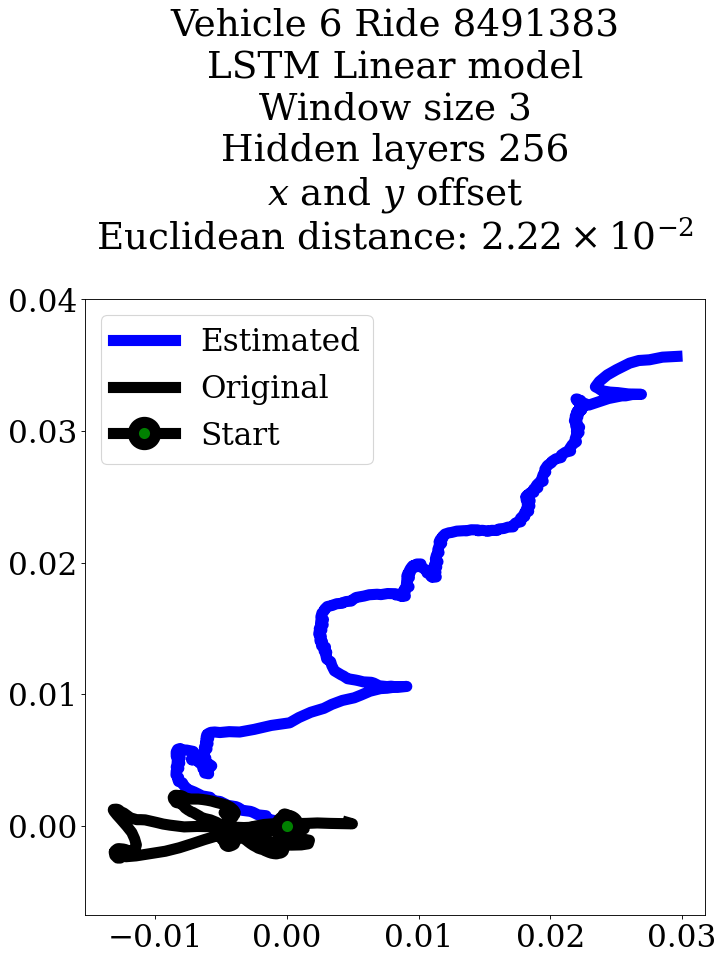 Vehicle 6 Ride 8491383
LSTM Linear model
Window size 3
Hidden layers 256
x and y offset
Euclidean distance: 2.22 × 10⁻²
0.04
0.03
0.02
0.01
0.00
Estimated
Original
Start
−0.01 0.00 0.01 0.02 0.03